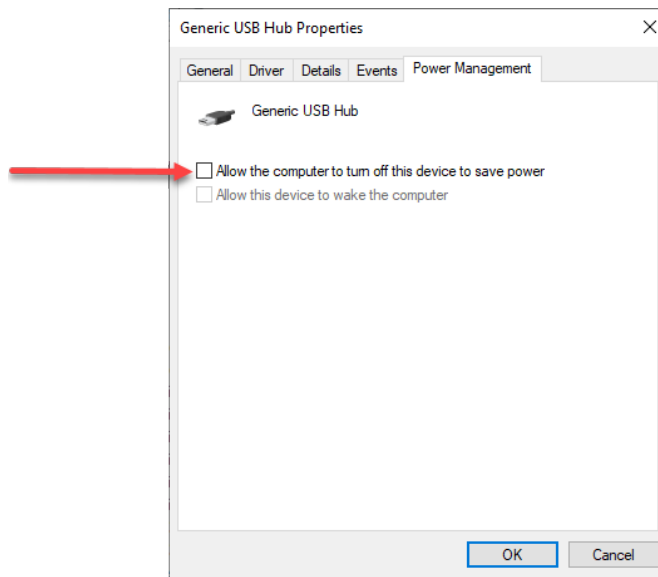 Generic USB Hub Properties
General Driver Details Events Power Management
Generic USB Hub
Allow the computer to turn off this device to save power
Allow this device to wake the computer
OK Cancel